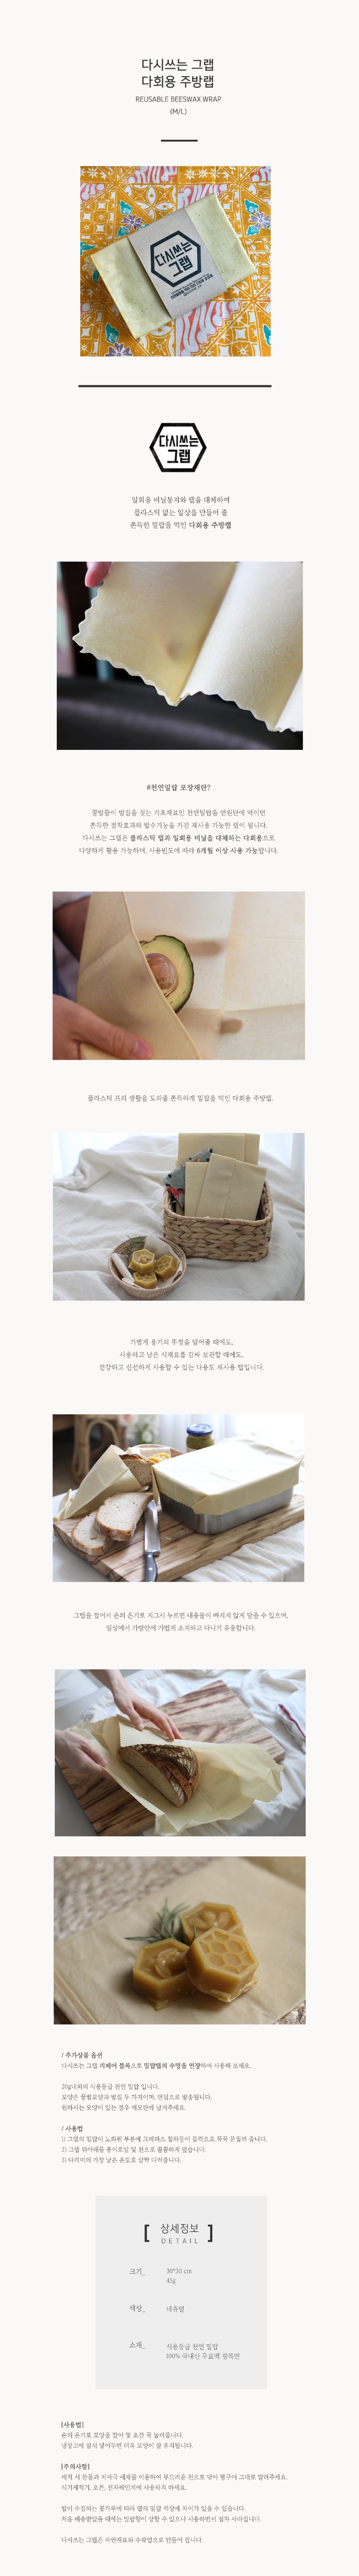 다시쓰는 그랩
다회용 주방랩
REUSABLE BEESWAX WRAP
(M/L)
다시쓰는
그랩
다시쓰는
그랩
일회용 비닐봉지와 랩을 대체하여
플라스틱 없는 일상을 만들어 줄
쫀득한 밀랍을 먹인 다회용 주방랩
#천연밀랍 포장재란?
꿀벌들이 벌집을 짓는 기초재료인 천연밀랍을 면원단에 먹이면
쫀득한 점착효과와 발수기능을 가진 재사용 가능한 랩이 됩니다.
다시쓰는 그랩은 플라스틱 랩과 일회용 비닐을 대체하는 다회용으로
다양하게 활용 가능하며, 사용빈도에 따라 6개월 이상 사용 가능합니다.
플라스틱 프리 생활을 도와줄 쫀득하게 밀랍을 먹인 다회용 주방랩.
가볍게 용기의 뚜껑을 덮어줄 때에도,
사용하고 남은 식재료를 감싸 보관할 때에도,
건강하고 신선하게 사용할 수 있는 다용도 재사용 랩입니다.
그랩을 접어서 손의 온기로 지그시 누르면 내용물이 빠지지 않게 담을 수 있으며,
일상에서 가방안에 가볍게 소지하고 다니기 유용합니다.
/ 추가상품 옵션
다시쓰는 그랩 리페어 블록으로 밀랍랩의 수명을 연장하여 사용해 보세요.
20g내외의 식용등급 천연 밀랍 입니다.
모양은 꿀벌모양과 벌집 두 가지이며, 랜덤으로 발송됩니다.
원하시는 모양이 있는 경우 메모란에 남겨주세요.
/ 사용법
1) 그랩의 밀랍이 노화된 부분에 크레파스 칠하듯이 블럭으로 꾹꾹 문질러 줍니다.
2) 그랩 위아래를 종이호일 및 천으로 꼼꼼하게 덮습니다.
3) 다리미의 가장 낮은 온도로 살짝 다려줍니다.
[ 상세정보 ]
DETAIL
크기_ 30*30 cm
45g
색상_ 네츄럴
소재_ 식용등급 천연 밀랍
100% 국내산 무표백 광목면
[사용법]
손의 온기로 모양을 잡아 몇 초간 꾹 눌러줍니다.
냉장고에 잠시 넣어두면 더욱 모양이 잘 유지됩니다.
[주의사항]
세척 시 찬물과 저자극 세제를 이용하여 부드러운 천으로 닦아 헹구어 그대로 말려주세요.
식기세척기, 오븐, 전자레인지에 사용하지 마세요.
벌이 수집하는 꽃가루에 따라 랩의 밀랍 색상에 차이가 있을 수 있습니다.
처음 배송받았을 때에는 밀랍향이 강할 수 있으나 사용하면서 점차 사라집니다.
다시쓰는 그랩은 자연재료와 수작업으로 만들어 집니다.